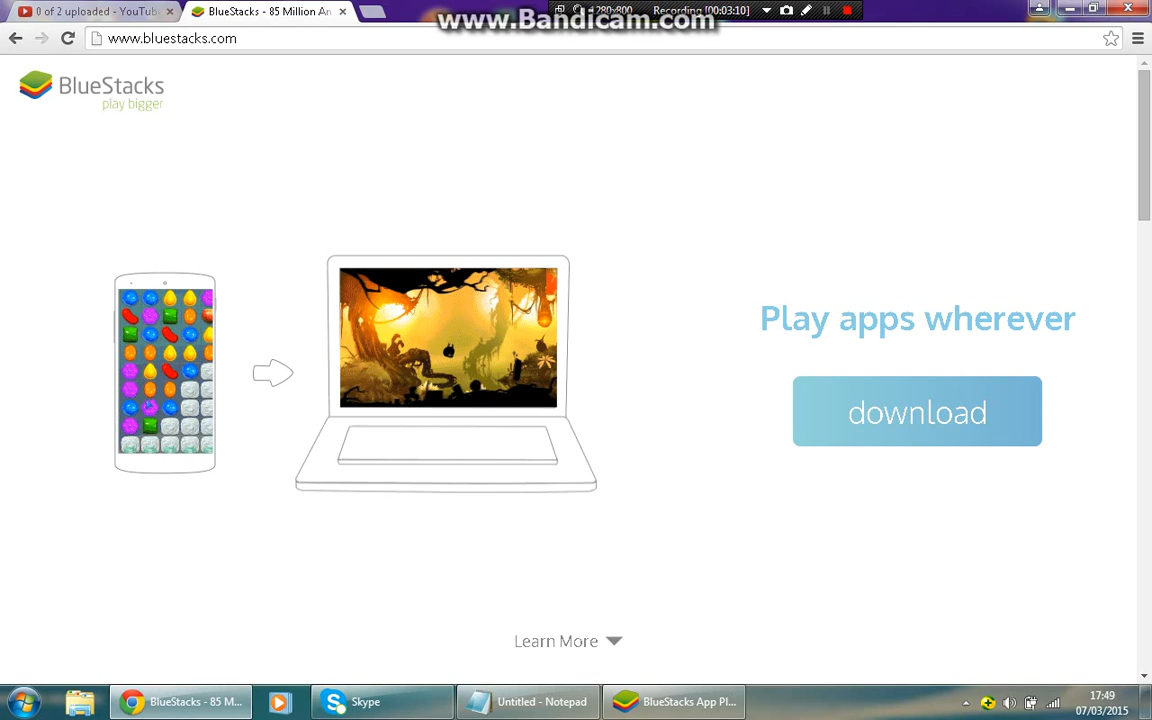 0 of 2 uploaded - YouTub
BlueStacks - 85 Million An
www.Bandicam.com
1280x800
Recording [00:03:10]
www.bluestacks.com
BlueStacks
play bigger
Play apps wherever
download
Learn More
BlueStacks - 85 M...
Skype
Untitled - Notepad
BlueStacks App Pl...
17:49
07/03/2015